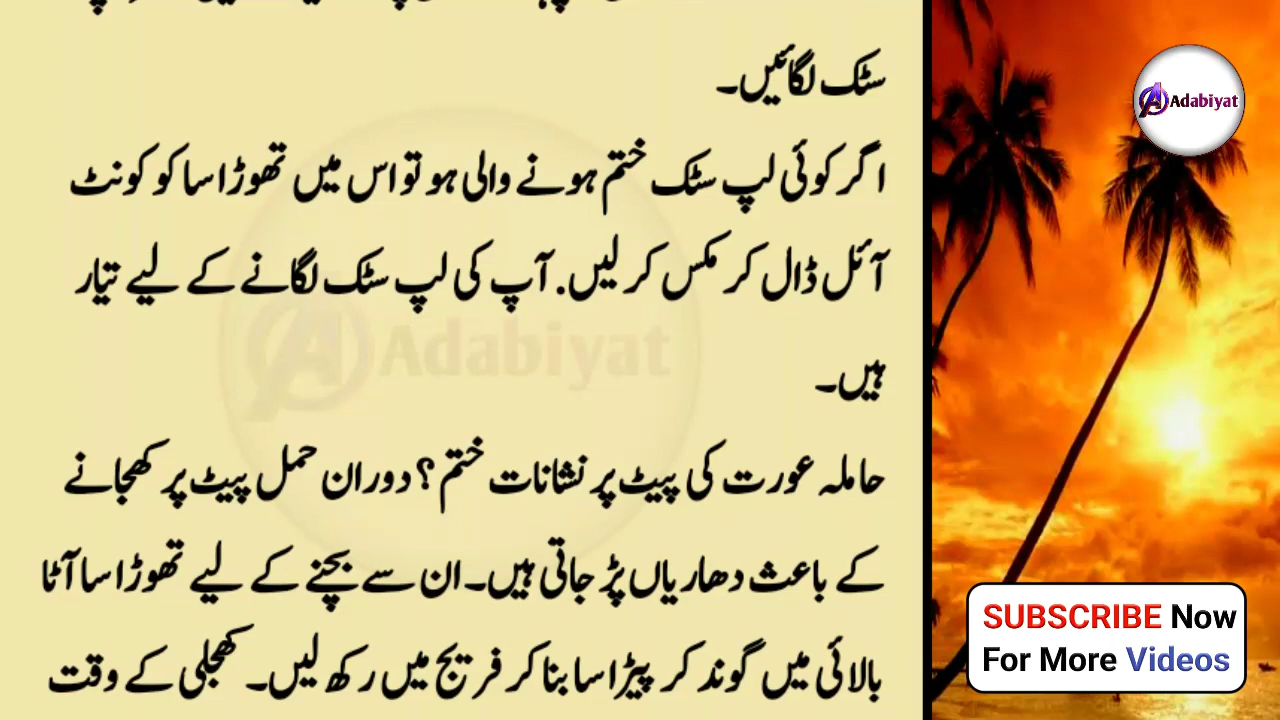 سٹک لگائیں۔
اگر کوئی لپ سٹک ختم ہونے والی ہو تو اس میں تھوڑا سا کو کونٹ
آئل ڈال کر مکس کر لیں. آپ کی لپ سٹک لگانے کے لیے تیار
ہیں۔
حاملہ عورت کی پیٹ پر نشانات ختم؟ دوران حمل پیٹ پر کھجانے
کے باعث دھاریاں پڑ جاتی ہیں۔ ان سے بچنے کے لیے تھوڑا سا آٹا
بالائی میں گوند کر پیڑا سا بنا کر فریج میں رکھ لیں۔ کھجلی کے وقت
Adabiyat
Adabiyat
SUBSCRIBE Now
For More Videos